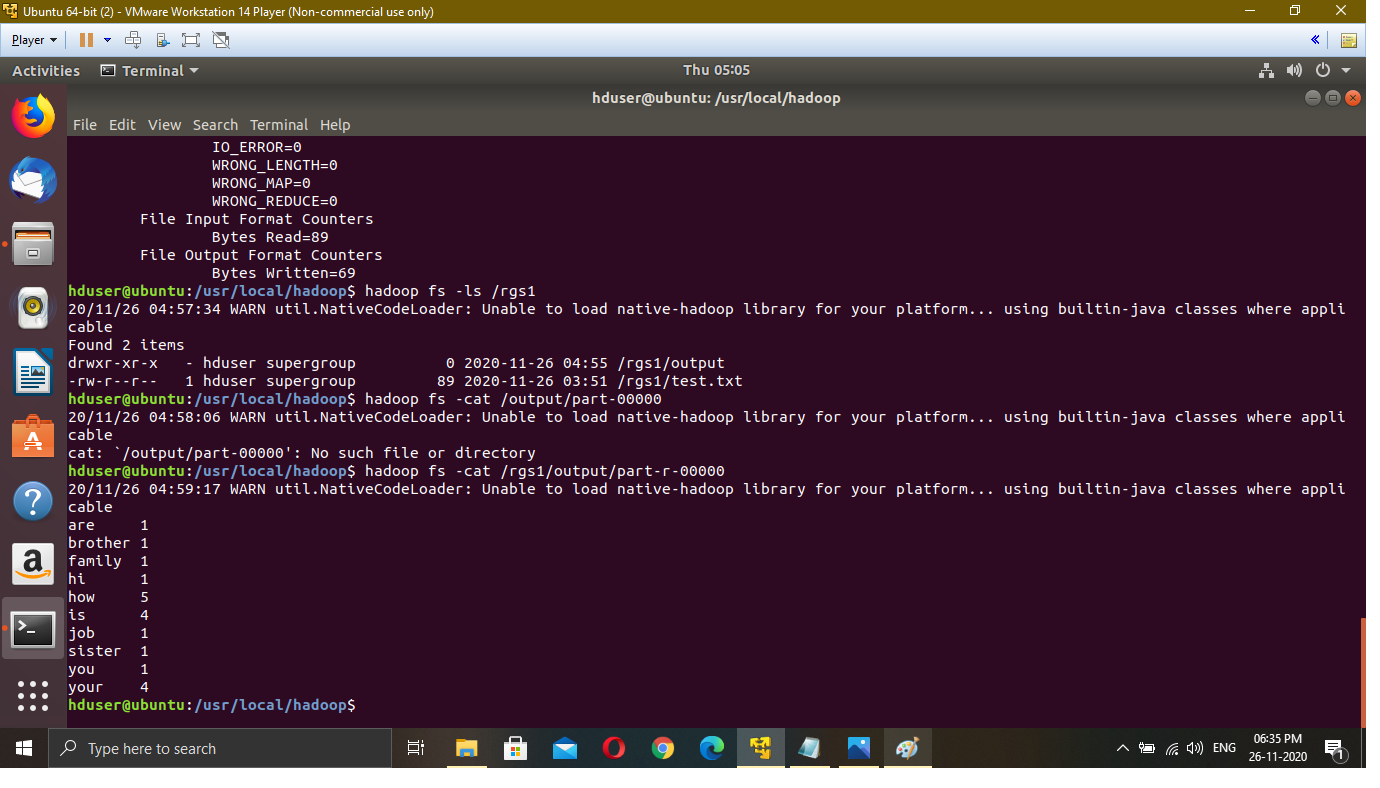 Ubuntu 64-bit (2) - VMware Workstation 14 Player (Non-commercial use only)
Player
Activities Terminal Thu 05:05
hduser@ubuntu: /usr/local/hadoop
File Edit View Search Terminal Help
IO_ERROR=0
WRONG_LENGTH=0
WRONG_MAP=0
WRONG_REDUCE=0
File Input Format Counters
Bytes Read=89
File Output Format Counters
Bytes Written=69
hduser@ubuntu:/usr/local/hadoop$ hadoop fs -ls /rgs1
20/11/26 04:57:34 WARN util.NativeCodeLoader: Unable to load native-hadoop library for your platform... using builtin-java classes where appli
cable
Found 2 items
drwxr-xr-x   - hduser supergroup          0 2020-11-26 04:55 /rgs1/output
-rw-r--r--   1 hduser supergroup         89 2020-11-26 03:51 /rgs1/test.txt
hduser@ubuntu:/usr/local/hadoop$ hadoop fs -cat /output/part-00000
20/11/26 04:58:06 WARN util.NativeCodeLoader: Unable to load native-hadoop library for your platform... using builtin-java classes where appli
cable
cat: `/output/part-00000': No such file or directory
hduser@ubuntu:/usr/local/hadoop$ hadoop fs -cat /rgs1/output/part-r-00000
20/11/26 04:59:17 WARN util.NativeCodeLoader: Unable to load native-hadoop library for your platform... using builtin-java classes where appli
cable
are     1
brother 1
family  1
hi      1
how     5
is      4
job     1
sister  1
you     1
your    4
hduser@ubuntu:/usr/local/hadoop$
Type here to search
ENG
06:35 PM
26-11-2020
1